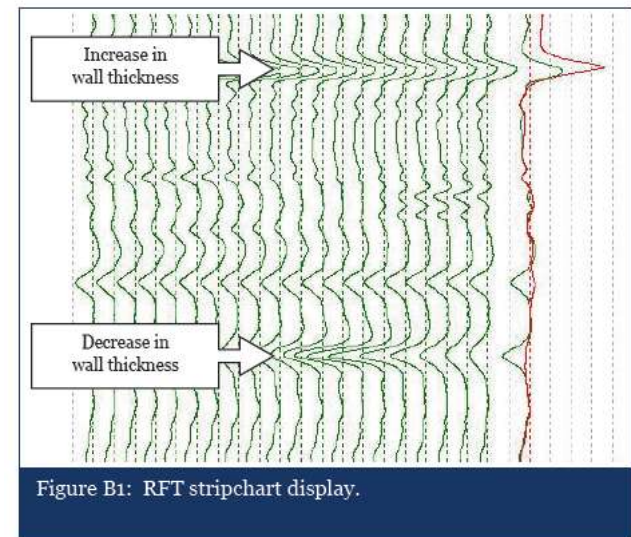 Increase in
wall thickness
Decrease in
wall thickness
Figure B1: RFT stripchart display.